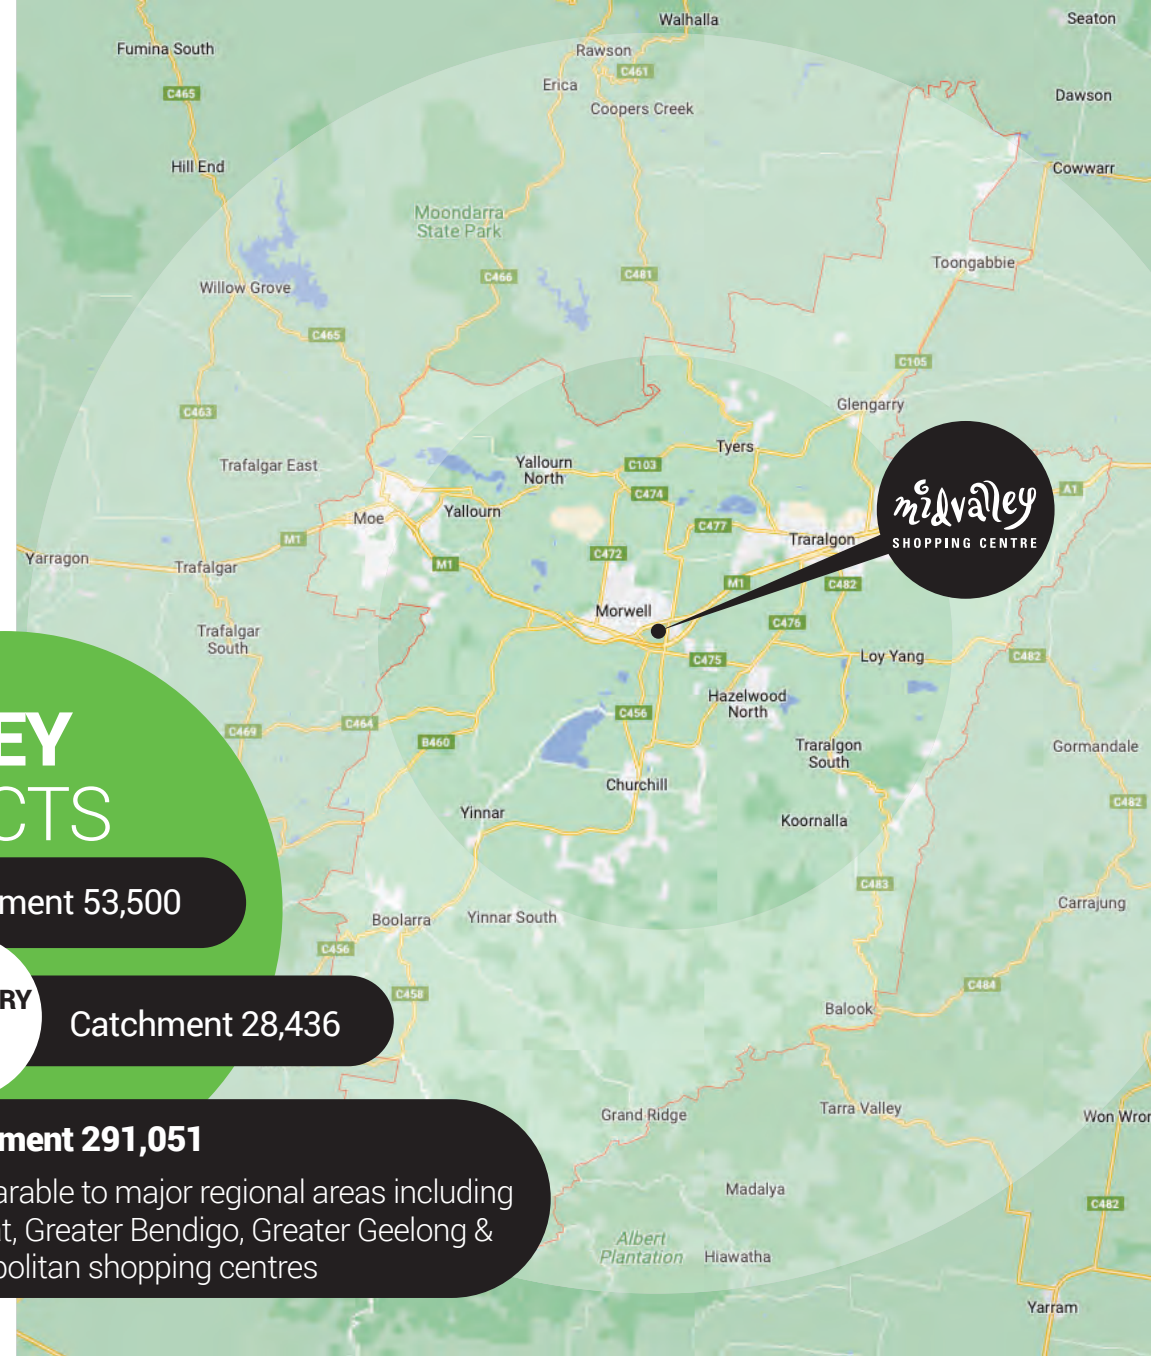 Walhalla
Seaton
Fumina South
Rawson
C461
Erica
C465
Dawson
Coopers Creek
Hill End
Cowwarr
Moondarra
State Park
Toongabbie
C466
C481
Willow Grove
C465
C105
C463
Glengarry
Tyers
Trafalgar East
Yallourn
North
C103
C474
A1
midvalley
SHOPPING CENTRE
Yallourn
Moe
C477
Traralgon
M1
Yarragon
Trafalgar
M1
C472
M1
C482
Morwell
C476
Trafalgar
South
C475
Loy Yang
C482
Hazelwood
North
C456
C464
C469
B460
EY
CTS
Traralgon
South
Gormandale
Churchill
Yinnar
Koornalla
C482
C483
ment 53,500
Carrajung
Boolarra
Yinnar South
C456
C484
C458
RY
Catchment 28,436
Balook
Grand Ridge
Tarra Valley
Won Wror
ment 291,051
arable to major regional areas including
t, Greater Bendigo, Greater Geelong &
politan shopping centres
Madalya
C482
Albert
Plantation
Hiawatha
Yarram